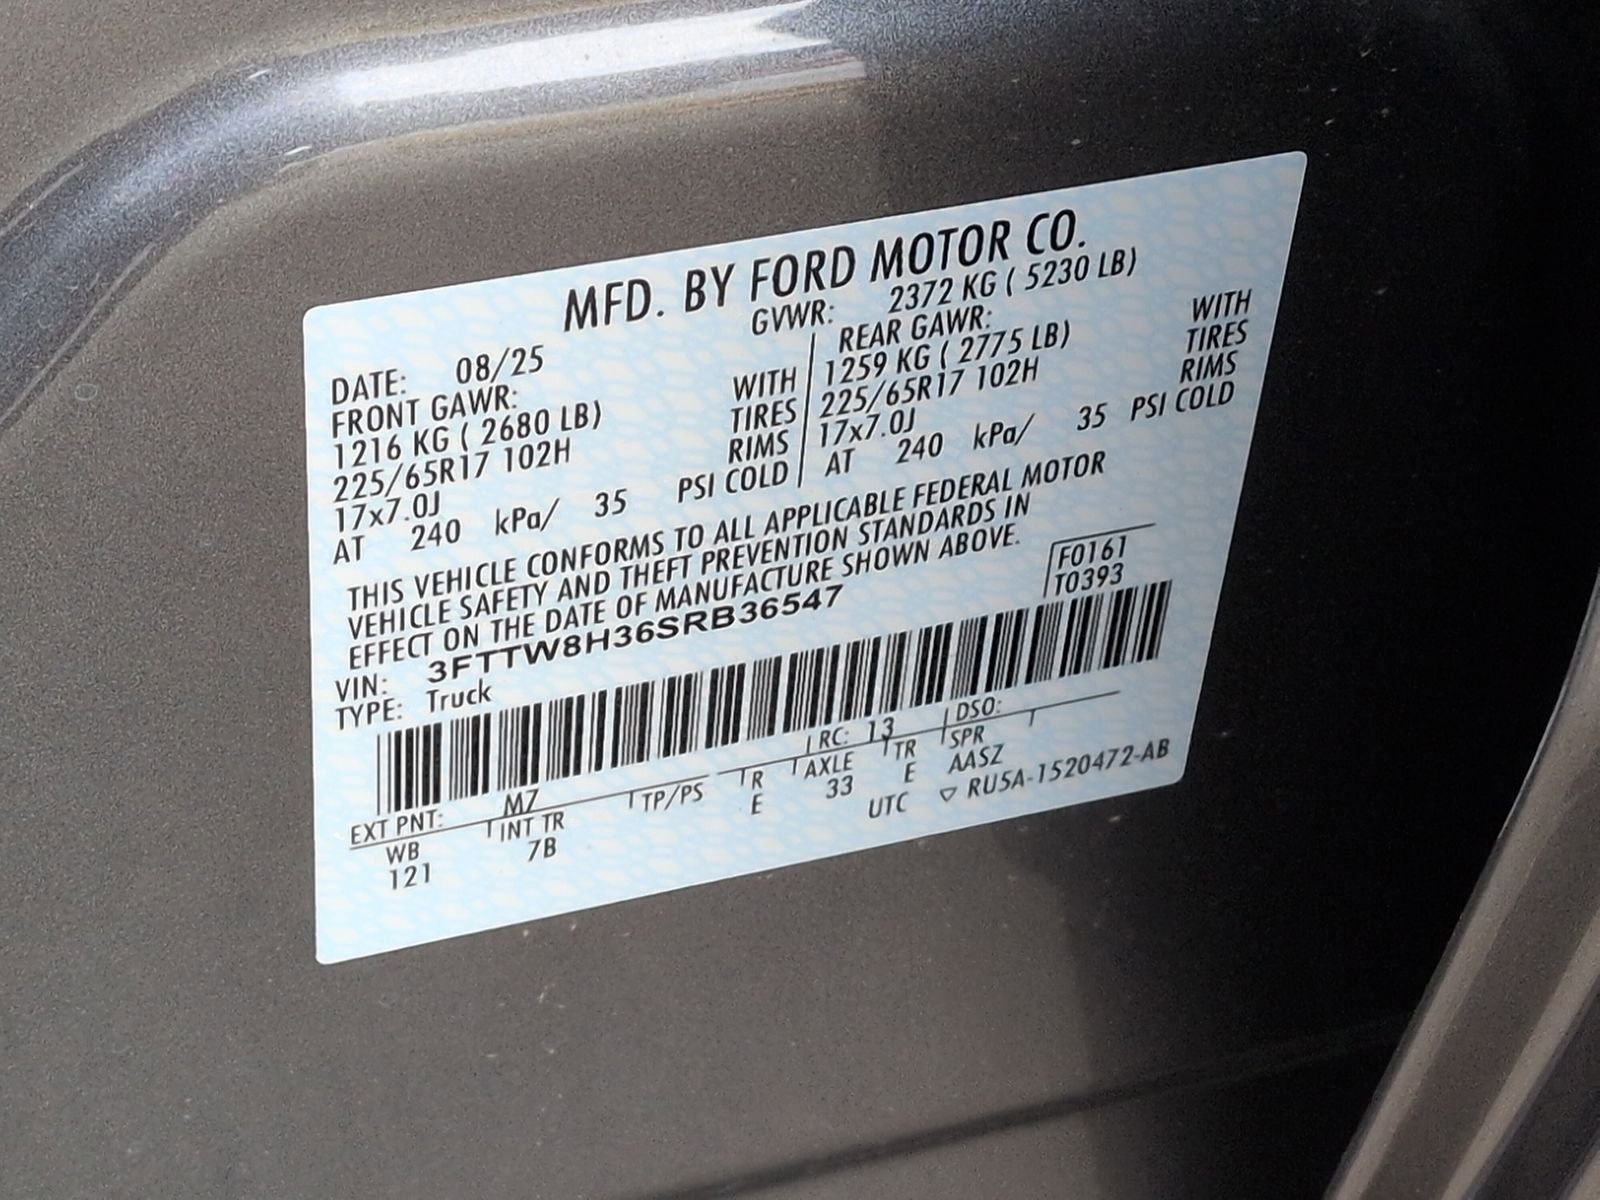 MFD. BY FORD MOTOR CO.
DATE: 08/25 GVWR: 2372 KG ( 5230 LB)
FRONT GAWR: REAR GAWR:
1216 KG ( 2680 LB) WITH 1259 KG ( 2775 LB) WITH
225/65R17 102H TIRES 225/65R17 102H TIRES
17x7.0J RIMS 17x7.0J RIMS
AT 240 kPa/ 35 PSI COLD AT 240 kPa/ 35 PSI COLD
THIS VEHICLE CONFORMS TO ALL APPLICABLE FEDERAL MOTOR
VEHICLE SAFETY AND THEFT PREVENTION STANDARDS IN
EFFECT ON THE DATE OF MANUFACTURE SHOWN ABOVE.
F0161
T0393
VIN: 3FTTW8H36SRB36547
TYPE: Truck
EXT PNT: MZ RC: 13 DSO:
WB INT TR TP/PS R AXLE TR SPR
121 7B E 33 E AASZ
UTC ▽ RU5A-1520472-AB